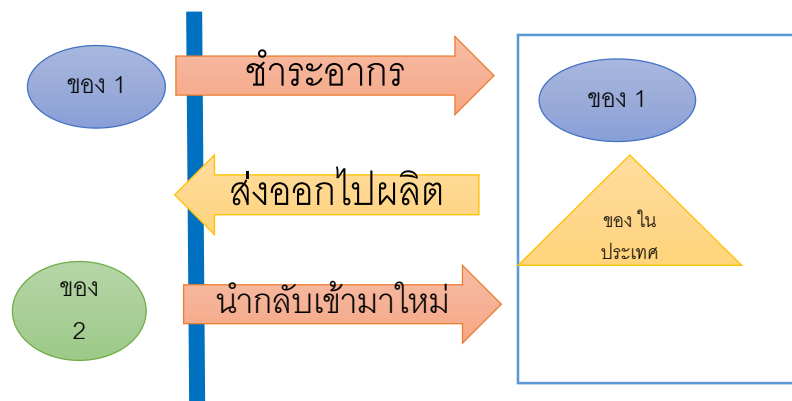 ของ 1
ชำระอากร
ของ 1
ส่งออกไปผลิต
ของ ใน
ประเทศ
ของ
2
นำกลับเข้ามาใหม่